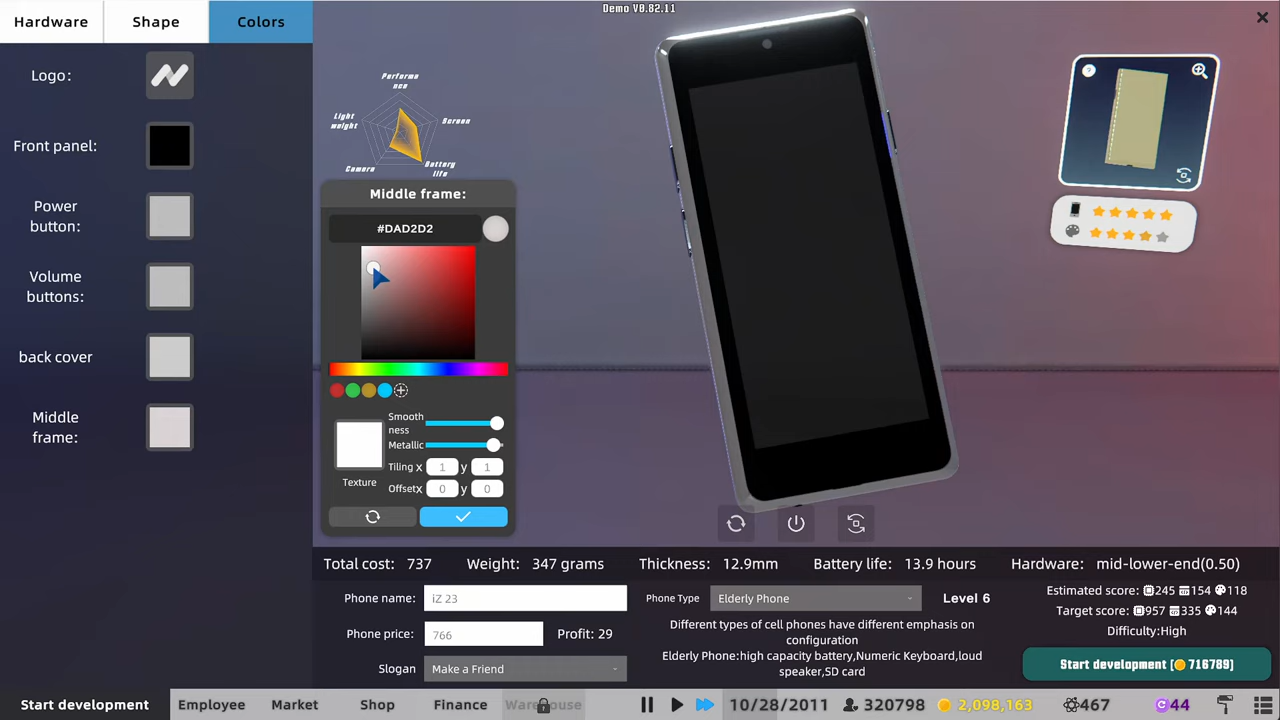 Demo V0.82.11
Hardware
Shape
Colors
Logo:
Front panel:
Power
button:
Volume
buttons:
back cover
Middle
frame:
Performa
nce
Light
weight
Screen
Camera
Battery
life
Middle frame:
#DAD2D2
Smooth
ness
Metallic
Tiling x 1 y 1
Texture
Offsetx 0 y 0
Total cost: 737
Weight: 347 grams
Thickness: 12.9mm
Battery life: 13.9 hours
Hardware: mid-lower-end(0.50)
Phone name: iZ 23
Phone Type Elderly Phone
Level 6
Phone price: 766
Profit: 29
Different types of cell phones have different emphasis on
configuration
Elderly Phone:high capacity battery,Numeric Keyboard,loud
speaker,SD card
Slogan Make a Friend
Estimated score: 245 154 118
Target score: 957 335 144
Difficulty:High
Start development [ 716789]
Start development
Employee
Market
Shop
Finance
Warehouse
10/28/2011
320798
2,098,163
467
44